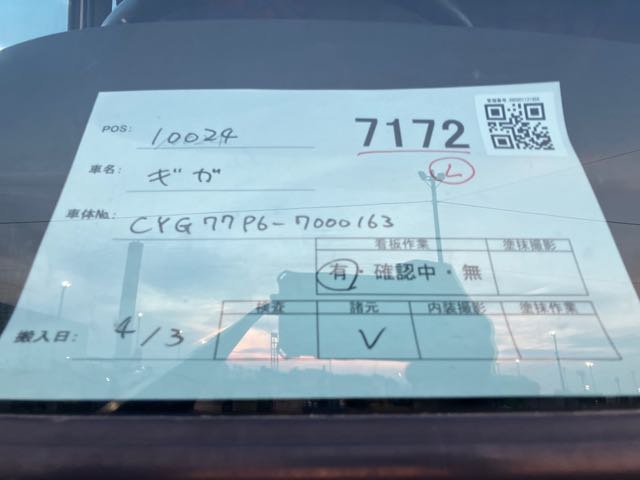 POS: 10024
7172
L
車名: ギガ
車体No.: CYG77P6-7000163
看板作業 塗抹撮影
有・確認中・無
検査 諸元 内装撮影 塗抹作業
搬入日: 4/3 V